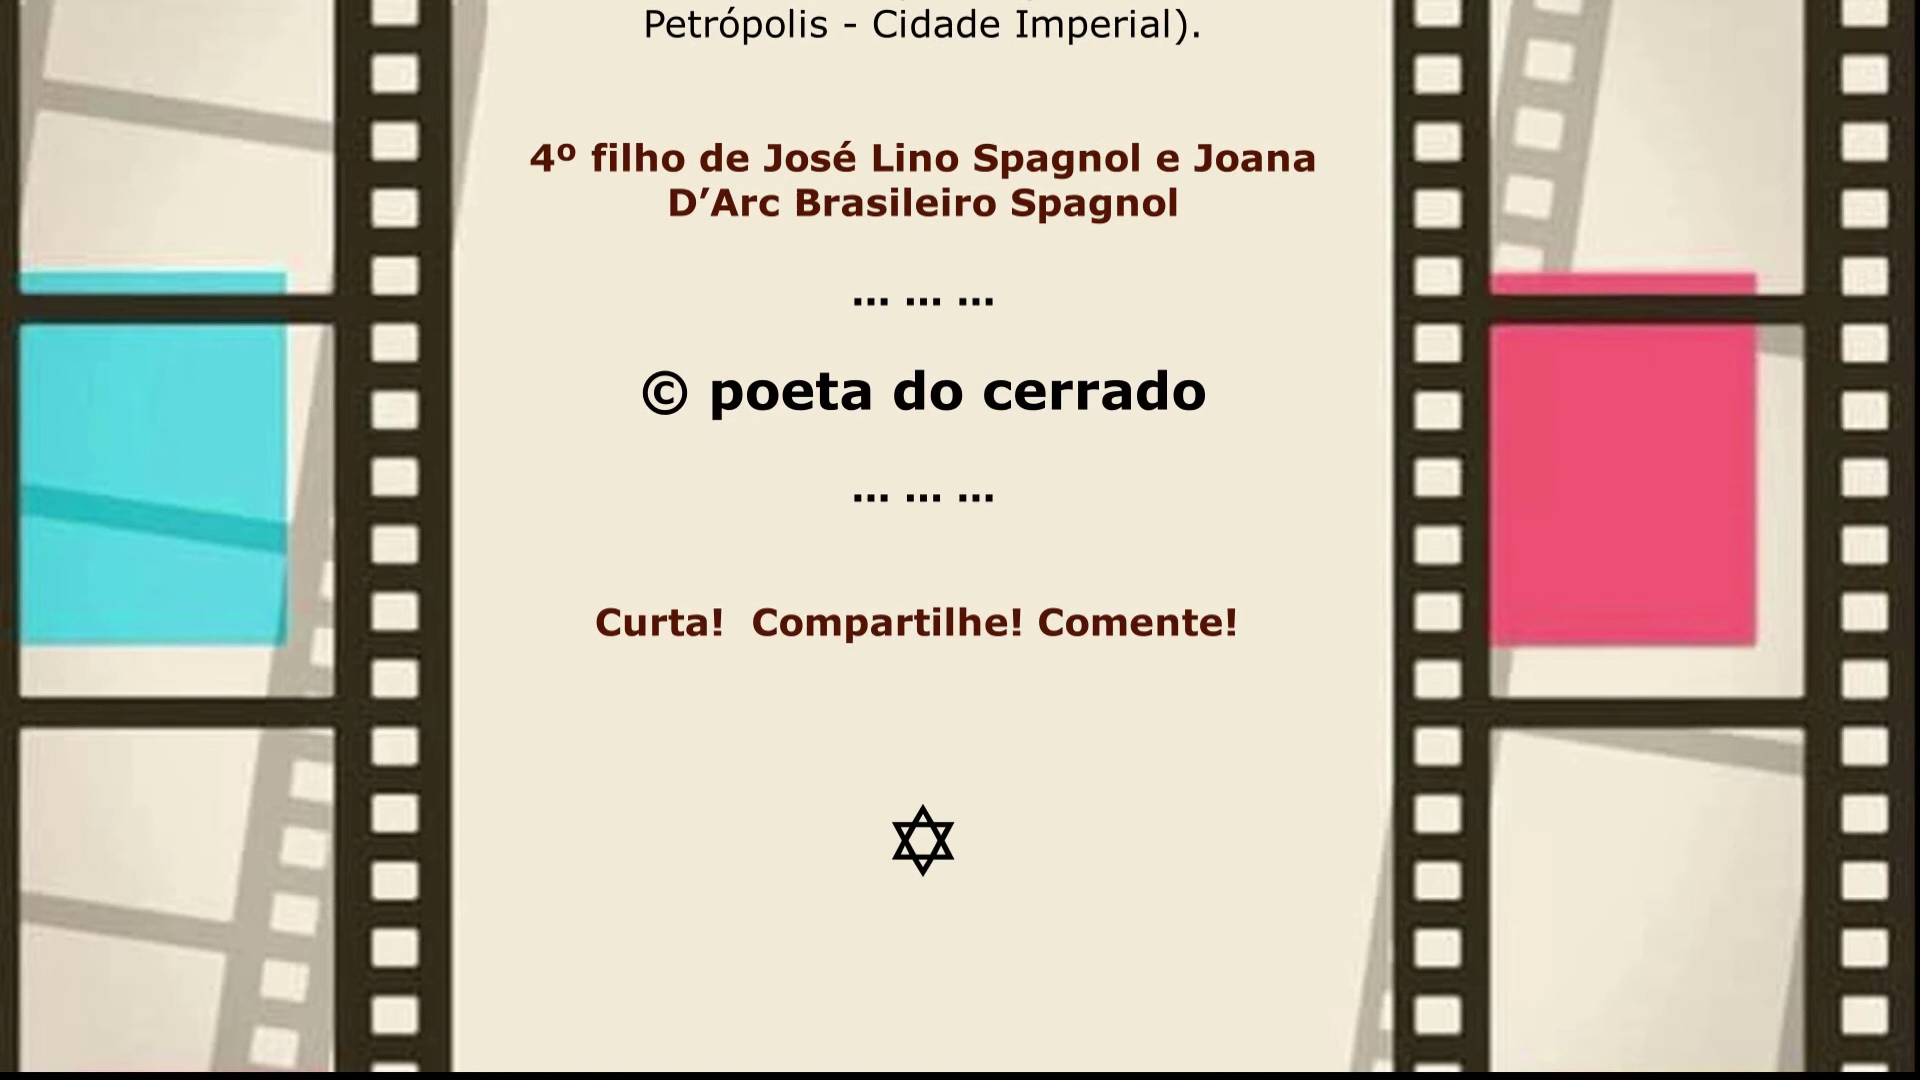 Petrópolis - Cidade Imperial).
4º filho de José Lino Spagnol e Joana
D’Arc Brasileiro Spagnol
... ... ...
© poeta do cerrado
... ... ...
Curta!  Compartilhe! Comente!
✡